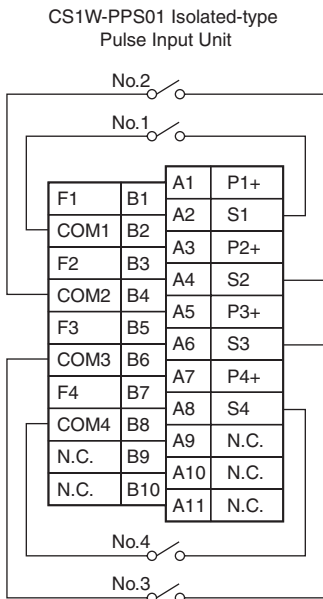 CS1W-PPS01 Isolated-type
Pulse Input Unit
No.2
No.1
A1 P1+
F1 B1
A2 S1
COM1 B2
A3 P2+
F2 B3
A4 S2
COM2 B4
A5 P3+
F3 B5
A6 S3
COM3 B6
A7 P4+
F4 B7
A8 S4
COM4 B8
A9 N.C.
N.C. B9
A10 N.C.
N.C. B10
A11 N.C.
No.4
No.3